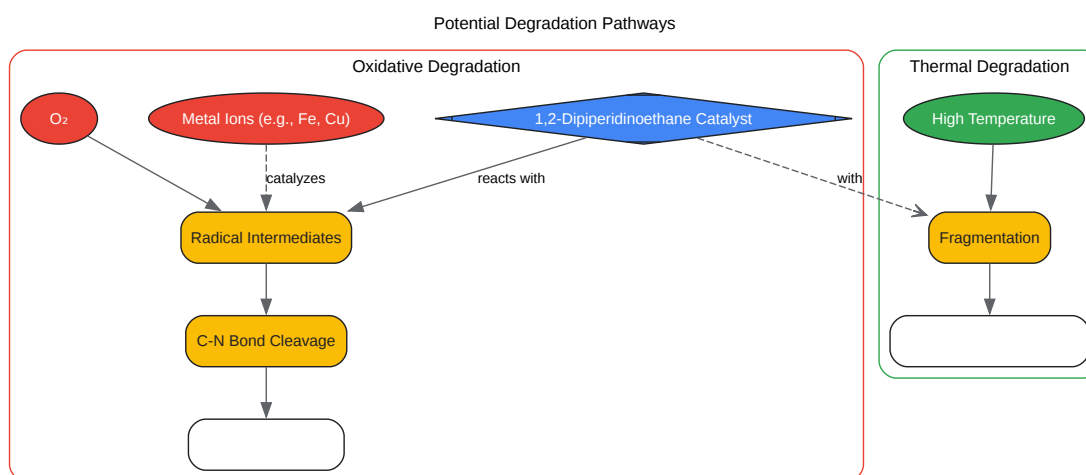 Potential Degradation Pathways
Oxidative Degradation
Thermal Degradation
O₂
Metal Ions (e.g., Fe, Cu)
1,2-Dipiperidinoethane Catalyst
High Temperature
catalyzes
reacts with
with
Radical Intermediates
Fragmentation
C-N Bond Cleavage